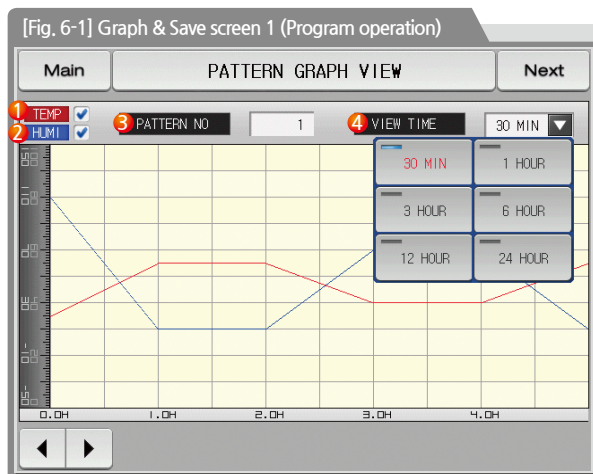 [Fig. 6-1] Graph & Save screen 1 (Program operation)
Main PATTERN GRAPH VIEW Next
1 TEMP
2 HUMI
3 PATTERN NO 1
4 VIEW TIME 30 MIN
30 MIN 1 HOUR
3 HOUR 6 HOUR
12 HOUR 24 HOUR
0.0H 1.0H 2.0H 3.0H 4.0H